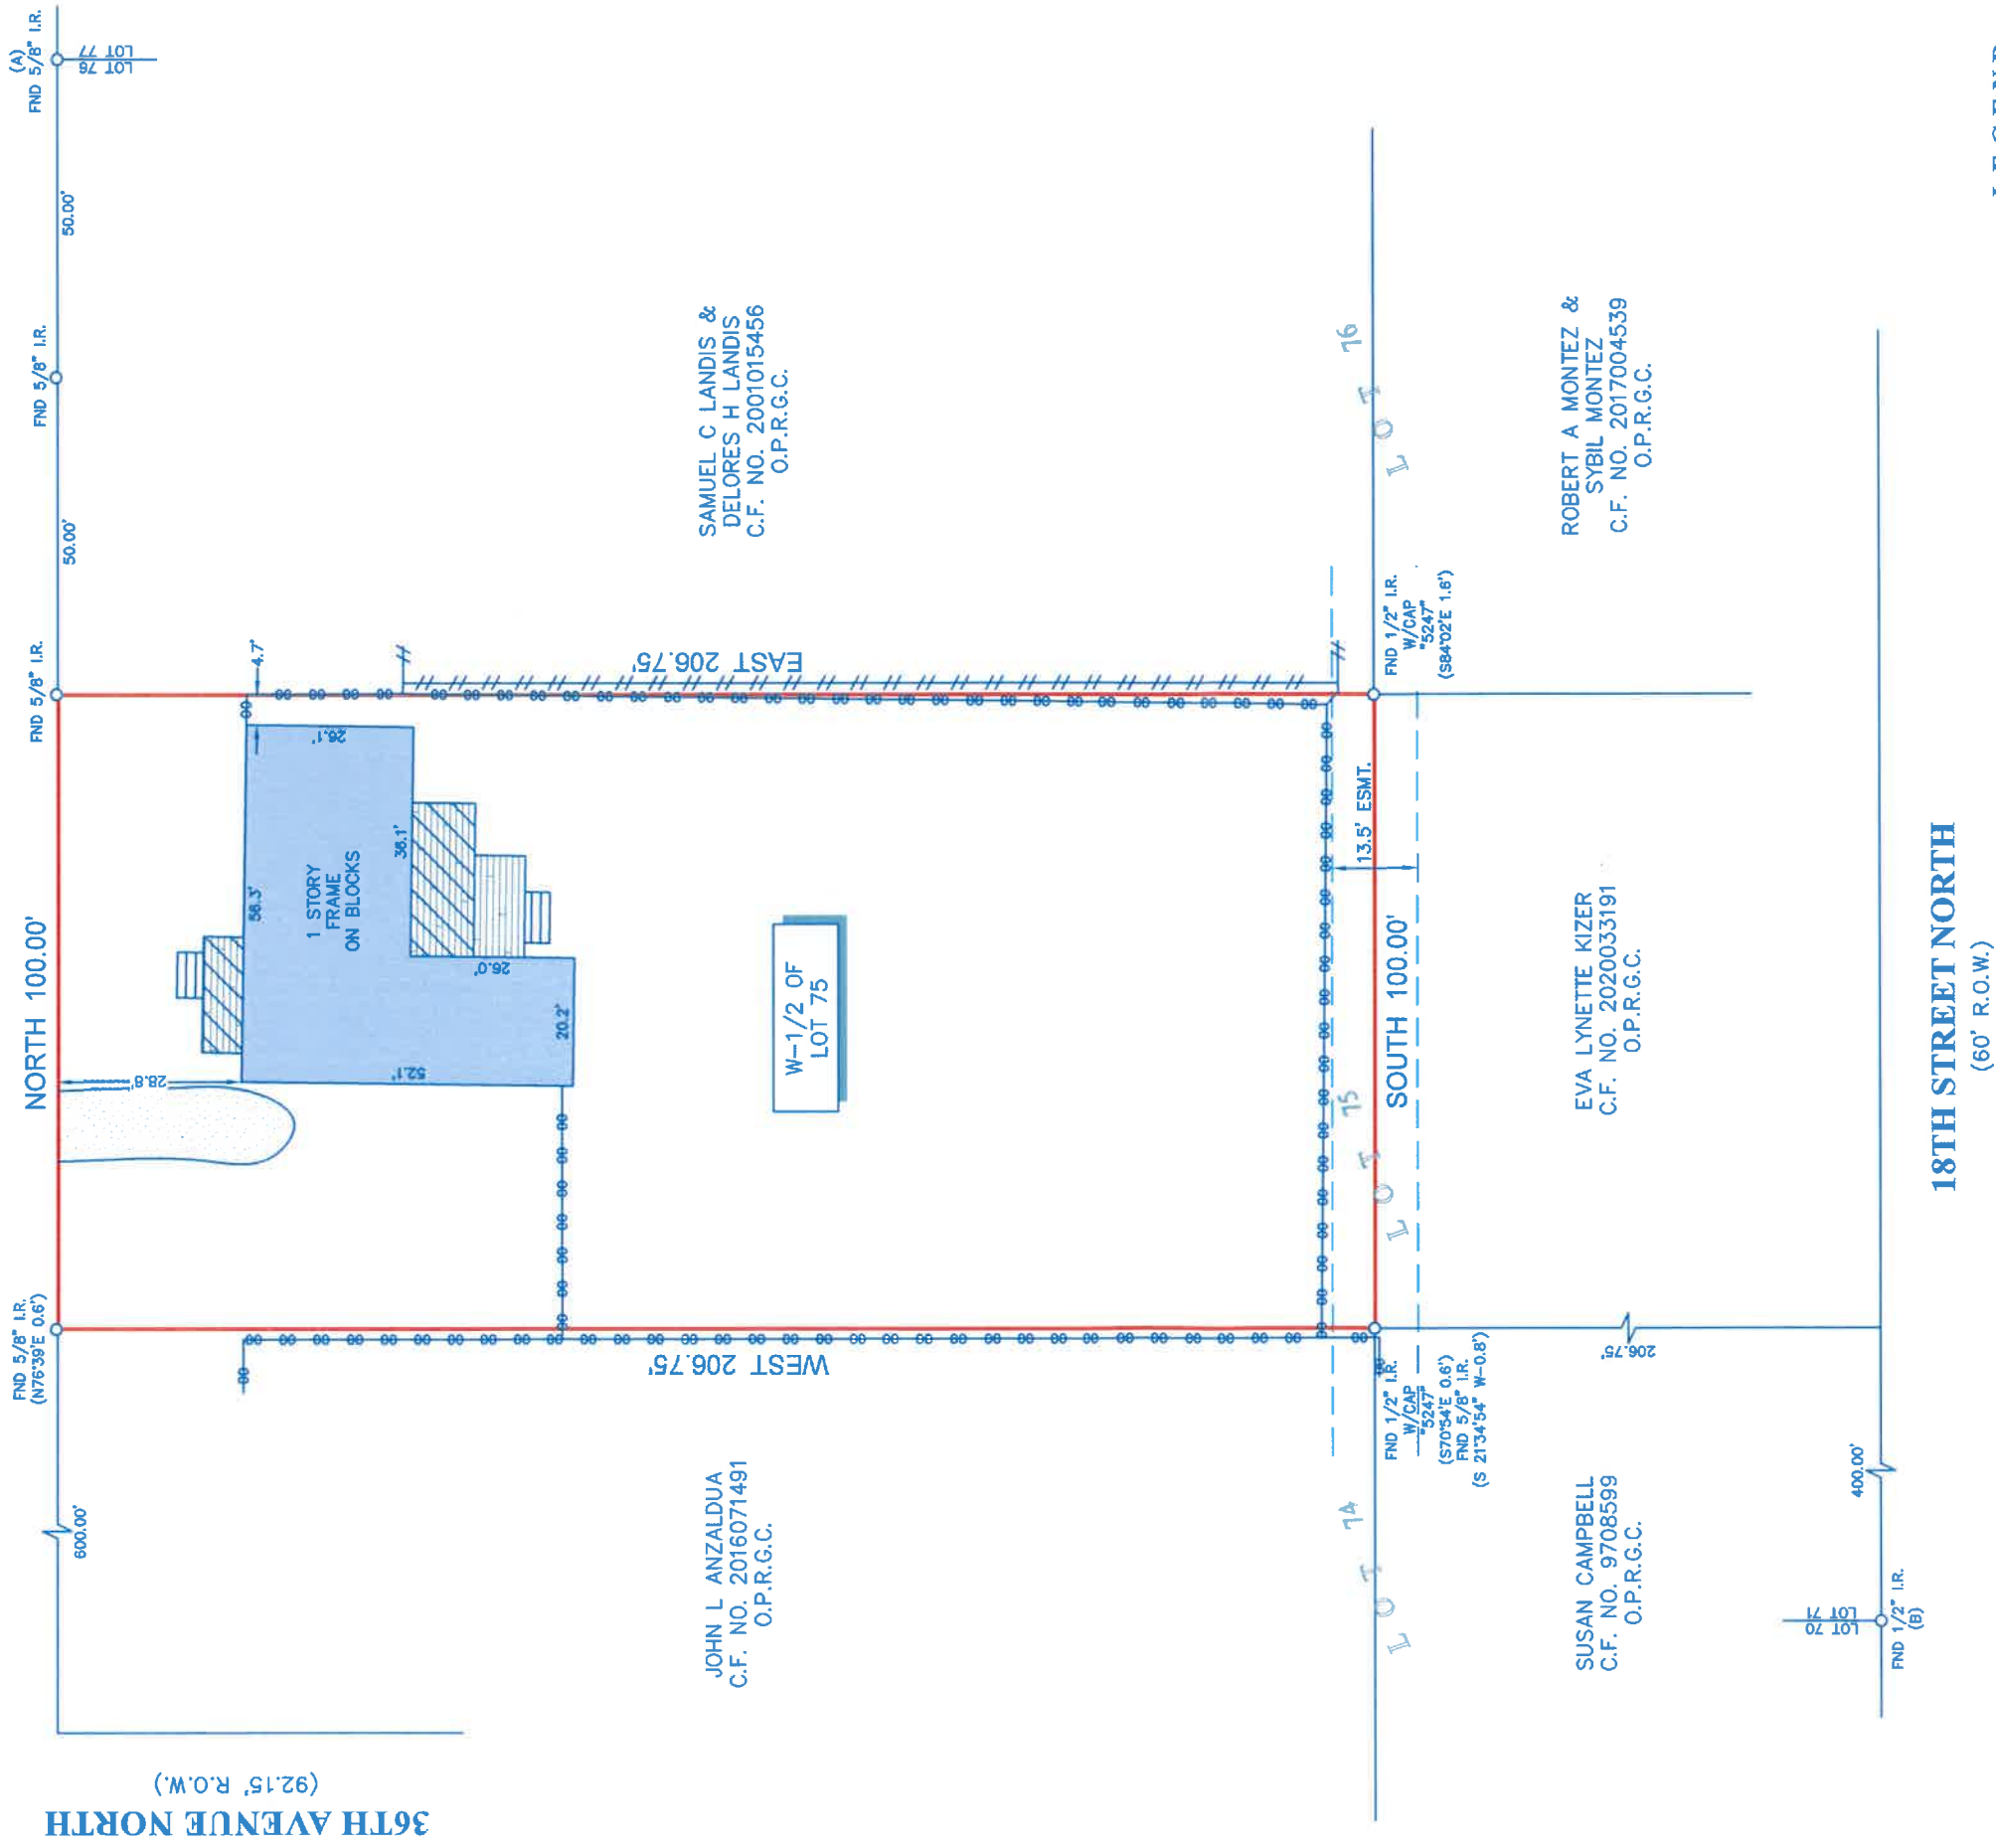 (A)
FND 5/8" I.R.
LOT 77
LOT 76
50.00'
FND 5/8" I.R.
50.00'
FND 5/8" I.R.
NORTH 100.00'
FND 5/8" I.R.
(N76°39'E 0.6')
600.00'
36TH AVENUE NORTH
(92.15' R.O.W.)
4.7'
28.8'
1 STORY
FRAME
ON BLOCKS
56.3'
26.1'
36.1'
26.0'
20.2'
52.1'
EAST 206.75'
WEST 206.75'
W-1/2 OF
LOT 75
SAMUEL C LANDIS &
DELORES H LANDIS
C.F. NO. 2001015456
O.P.R.G.C.
JOHN L ANZALDUA
C.F. NO. 2016071491
O.P.R.G.C.
LOT 76
LOT 75
LOT 74
13.5' ESMT.
SOUTH 100.00'
FND 1/2" I.R.
W/CAP
"5247"
(S84°02'E 1.6')
FND 1/2" I.R.
W/CAP
"5247"
(S70°54'E 0.6')
FND 5/8" I.R.
(S 21°34'54" W-0.8')
206.75'
ROBERT A MONTEZ &
SYBIL MONTEZ
C.F. NO. 2017004539
O.P.R.G.C.
EVA LYNETTE KIZER
C.F. NO. 2020033191
O.P.R.G.C.
SUSAN CAMPBELL
C.F. NO. 9708599
O.P.R.G.C.
400.00'
LOT 71
LOT 70
FND 1/2" I.R.
(B)
18TH STREET NORTH
(60' R.O.W.)